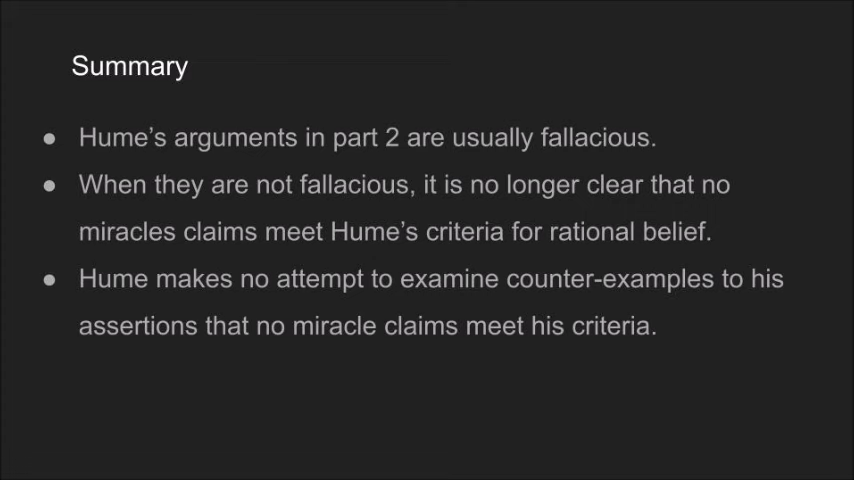 Summary
● Hume's arguments in part 2 are usually fallacious.
● When they are not fallacious, it is no longer clear that no
miracles claims meet Hume's criteria for rational belief.
● Hume makes no attempt to examine counter-examples to his
assertions that no miracle claims meet his criteria.